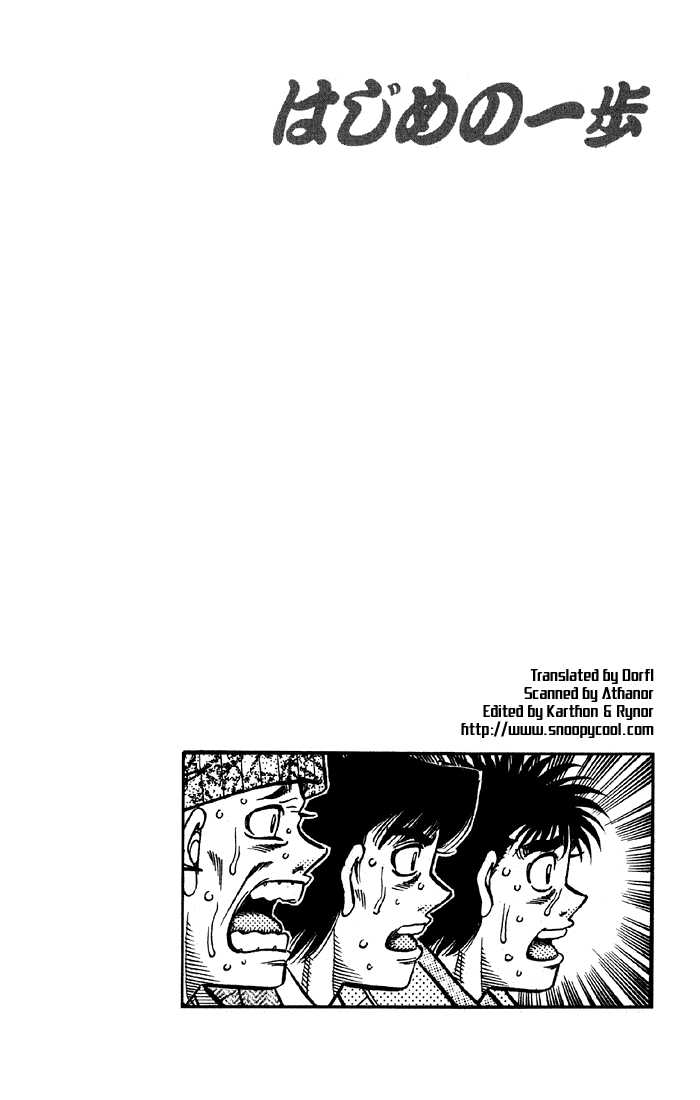 はじめの一歩
Translated by Dorfl
Scanned by Athanor
Edited by Karthon & Rynor
http://www.snoopycool.com